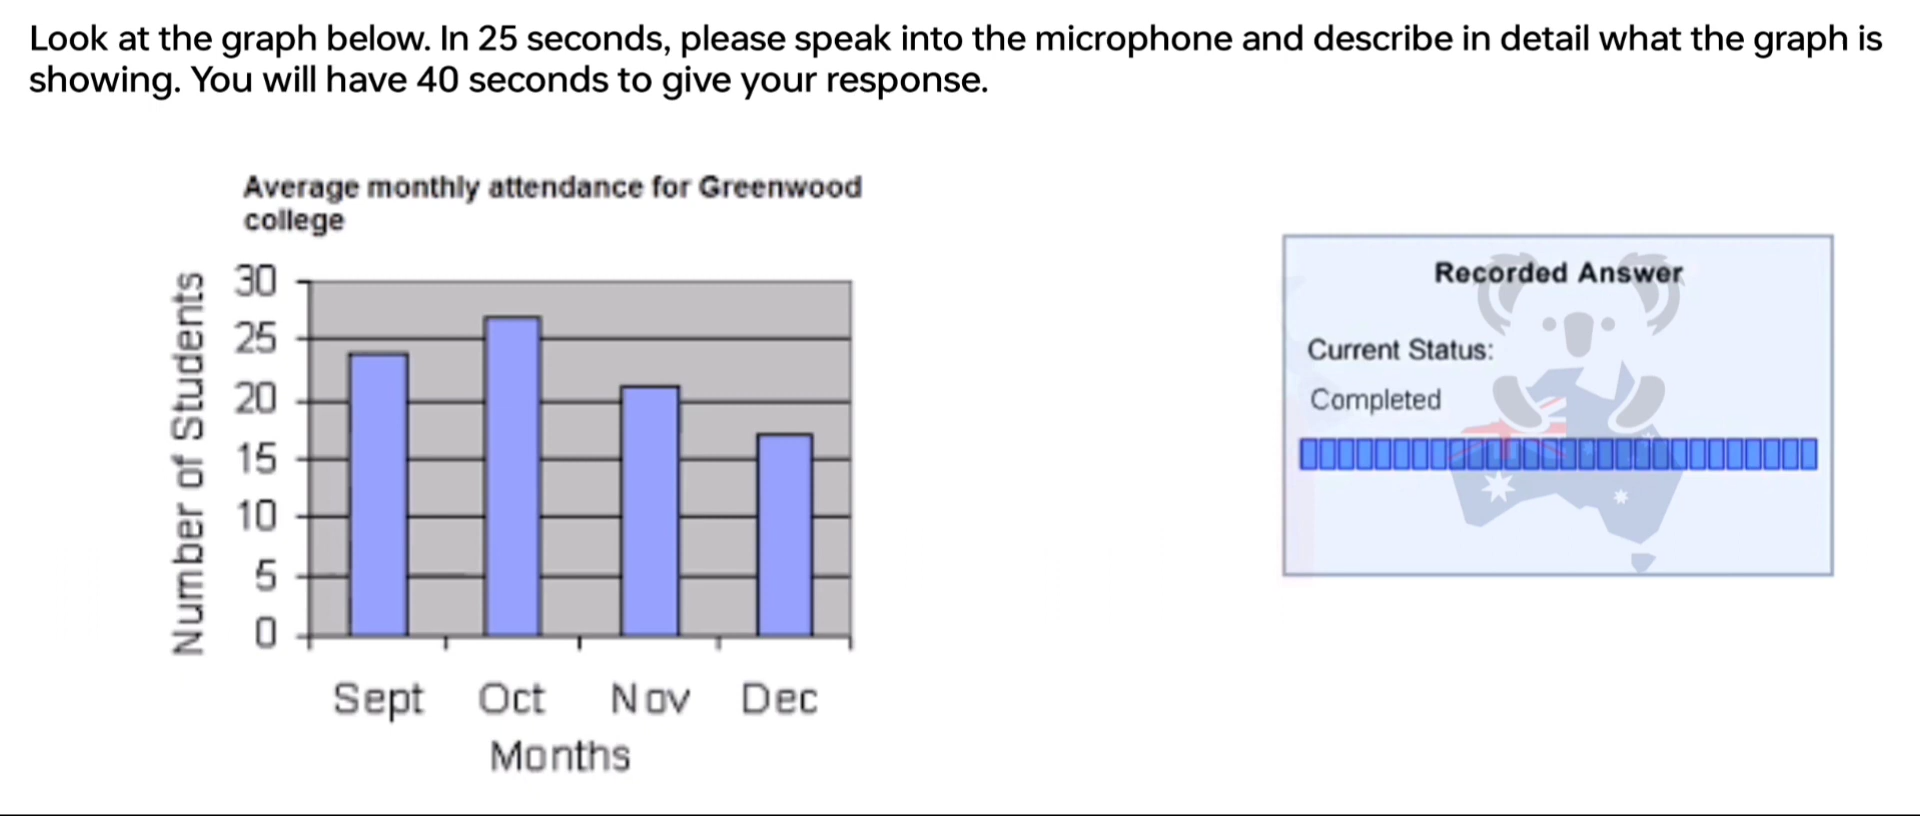 Look at the graph below. In 25 seconds, please speak into the microphone and describe in detail what the graph is
showing. You will have 40 seconds to give your response.
Average monthly attendance for Greenwood
college
Number of Students
30
25
20
15
10
5
0
Sept Oct Nov Dec
Months
Recorded Answer
Current Status:
Completed